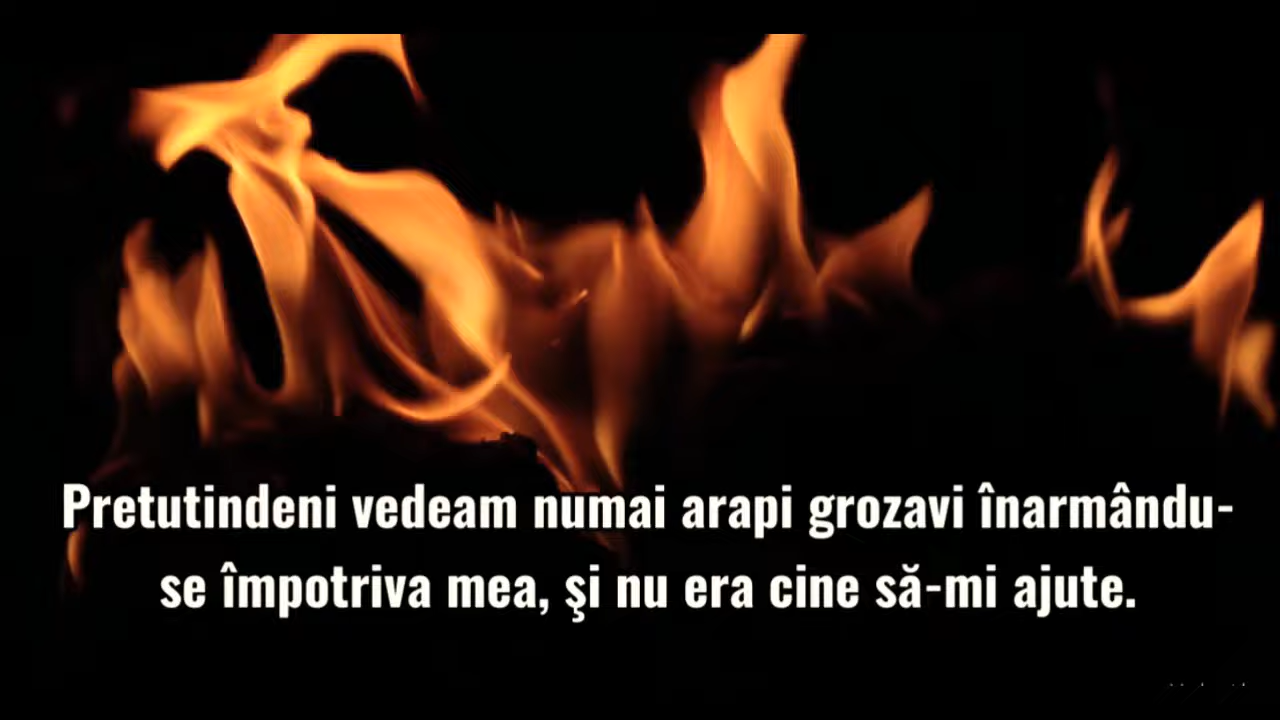 Pretutindeni vedeam numai arapi grozavi înarmându-
se împotriva mea, şi nu era cine să-mi ajute.